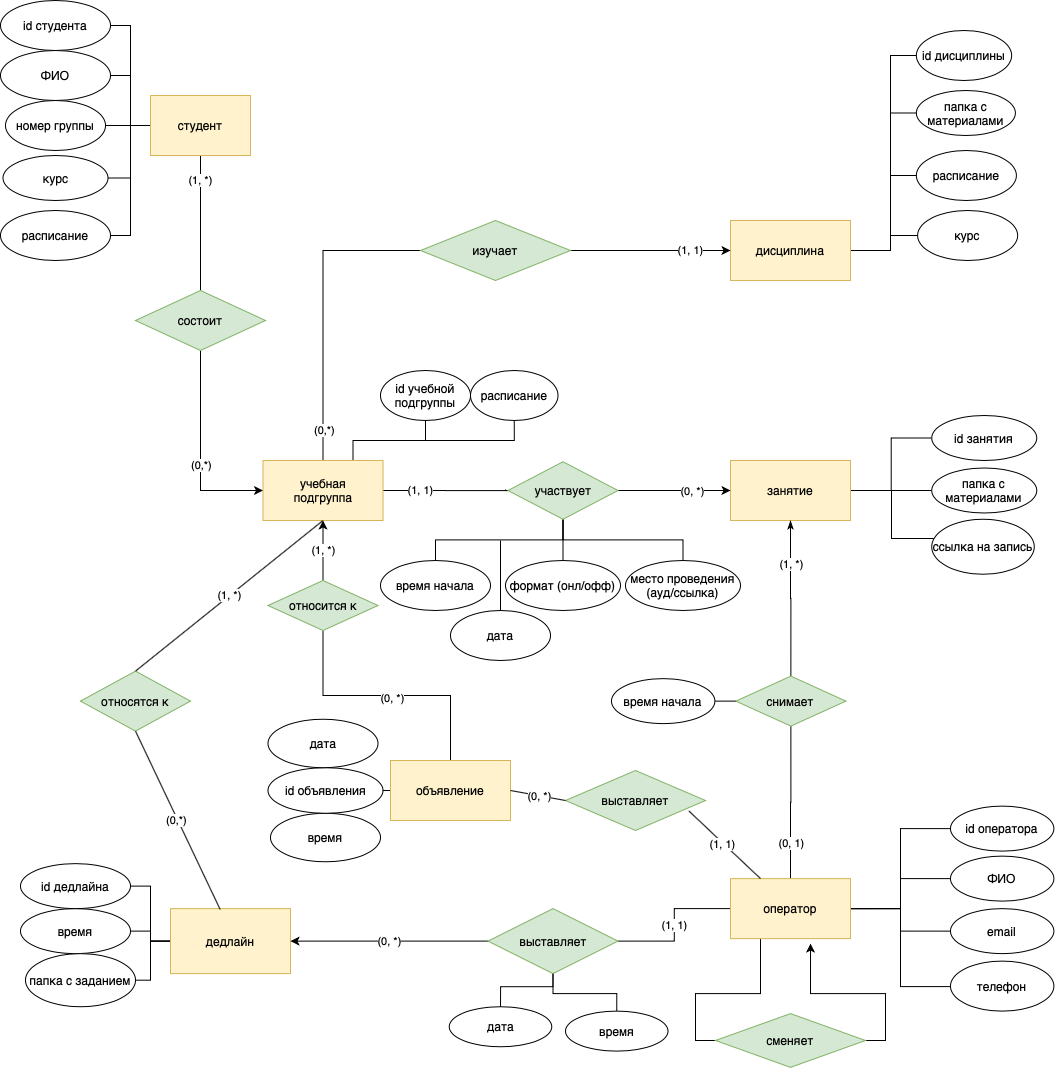 id студента
ФИО
номер группы
курс
расписание
студент
(1, *)
состоит
(0,*)
id дисциплины
папка с
материалами
расписание
курс
дисциплина
изучает
(1, 1)
(0,*)
id учебной
подгруппы
расписание
учебная
подгруппа
(1, 1)
участвует
(0, *)
занятие
id занятия
папка с
материалами
ссылка на запись
время начала
дата
формат (онл/офф)
место проведения
(ауд/ссылка)
(1, *)
относится к
(0, *)
(1, *)
относятся к
(0,*)
(1, *)
время начала
снимает
(0, 1)
дата
id объявления
время
объявление
(0, *)
выставляет
(1, 1)
id оператора
ФИО
email
телефон
оператор
id дедлайна
время
папка с заданием
дедлайн
(0, *)
выставляет
(1, 1)
дата
время
сменяет